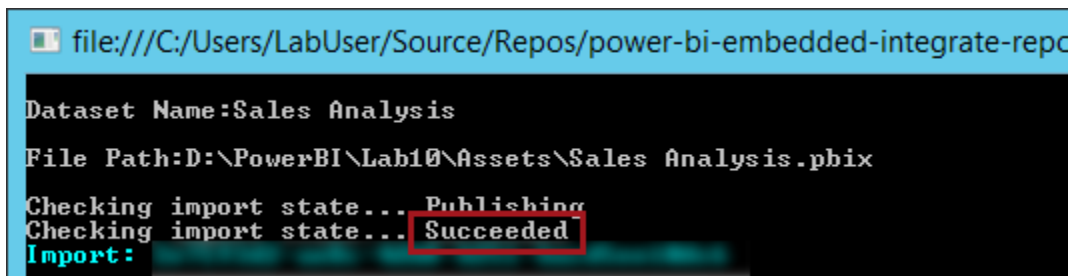 file:///C:/Users/LabUser/Source/Repos/power-bi-embedded-integrate-repo
Dataset Name:Sales Analysis
File Path:D:\PowerBI\Lab10\Assets\Sales Analysis.pbix
Checking import state... Publishing
Checking import state... Succeeded
Import: